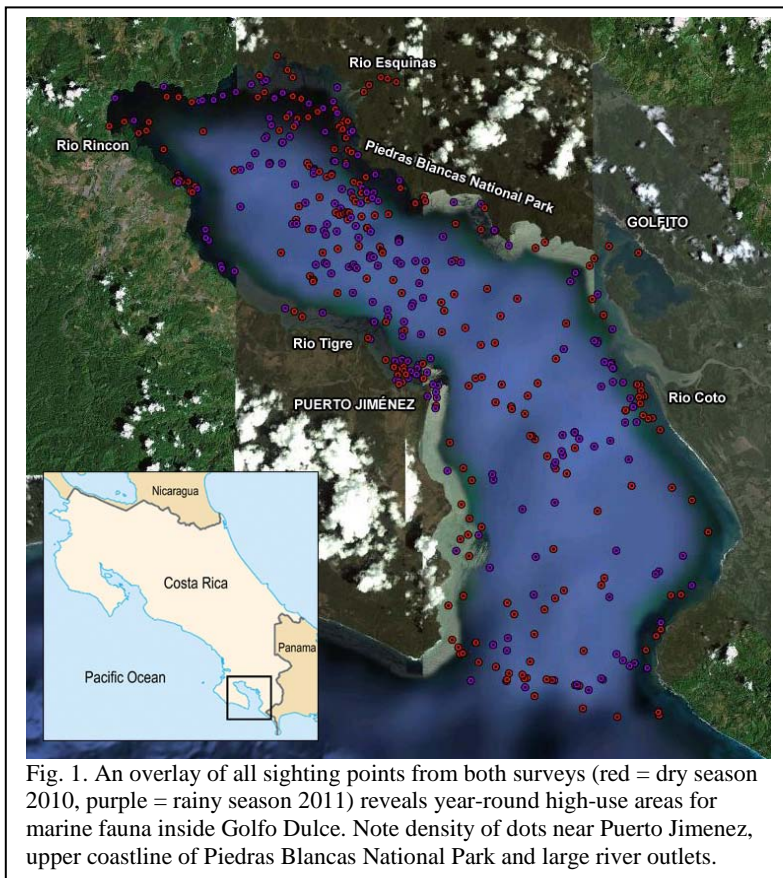 Rio Esquinas
Rio Rincon
Piedras Blancas National Park
GOLFITO
Rio Tigre
PUERTO JIMÉNEZ
Rio Coto
Nicaragua
Costa Rica
Panama
Pacific Ocean
Fig. 1. An overlay of all sighting points from both surveys (red = dry season
2010, purple = rainy season 2011) reveals year-round high-use areas for
marine fauna inside Golfo Dulce. Note density of dots near Puerto Jimenez,
upper coastline of Piedras Blancas National Park and large river outlets.